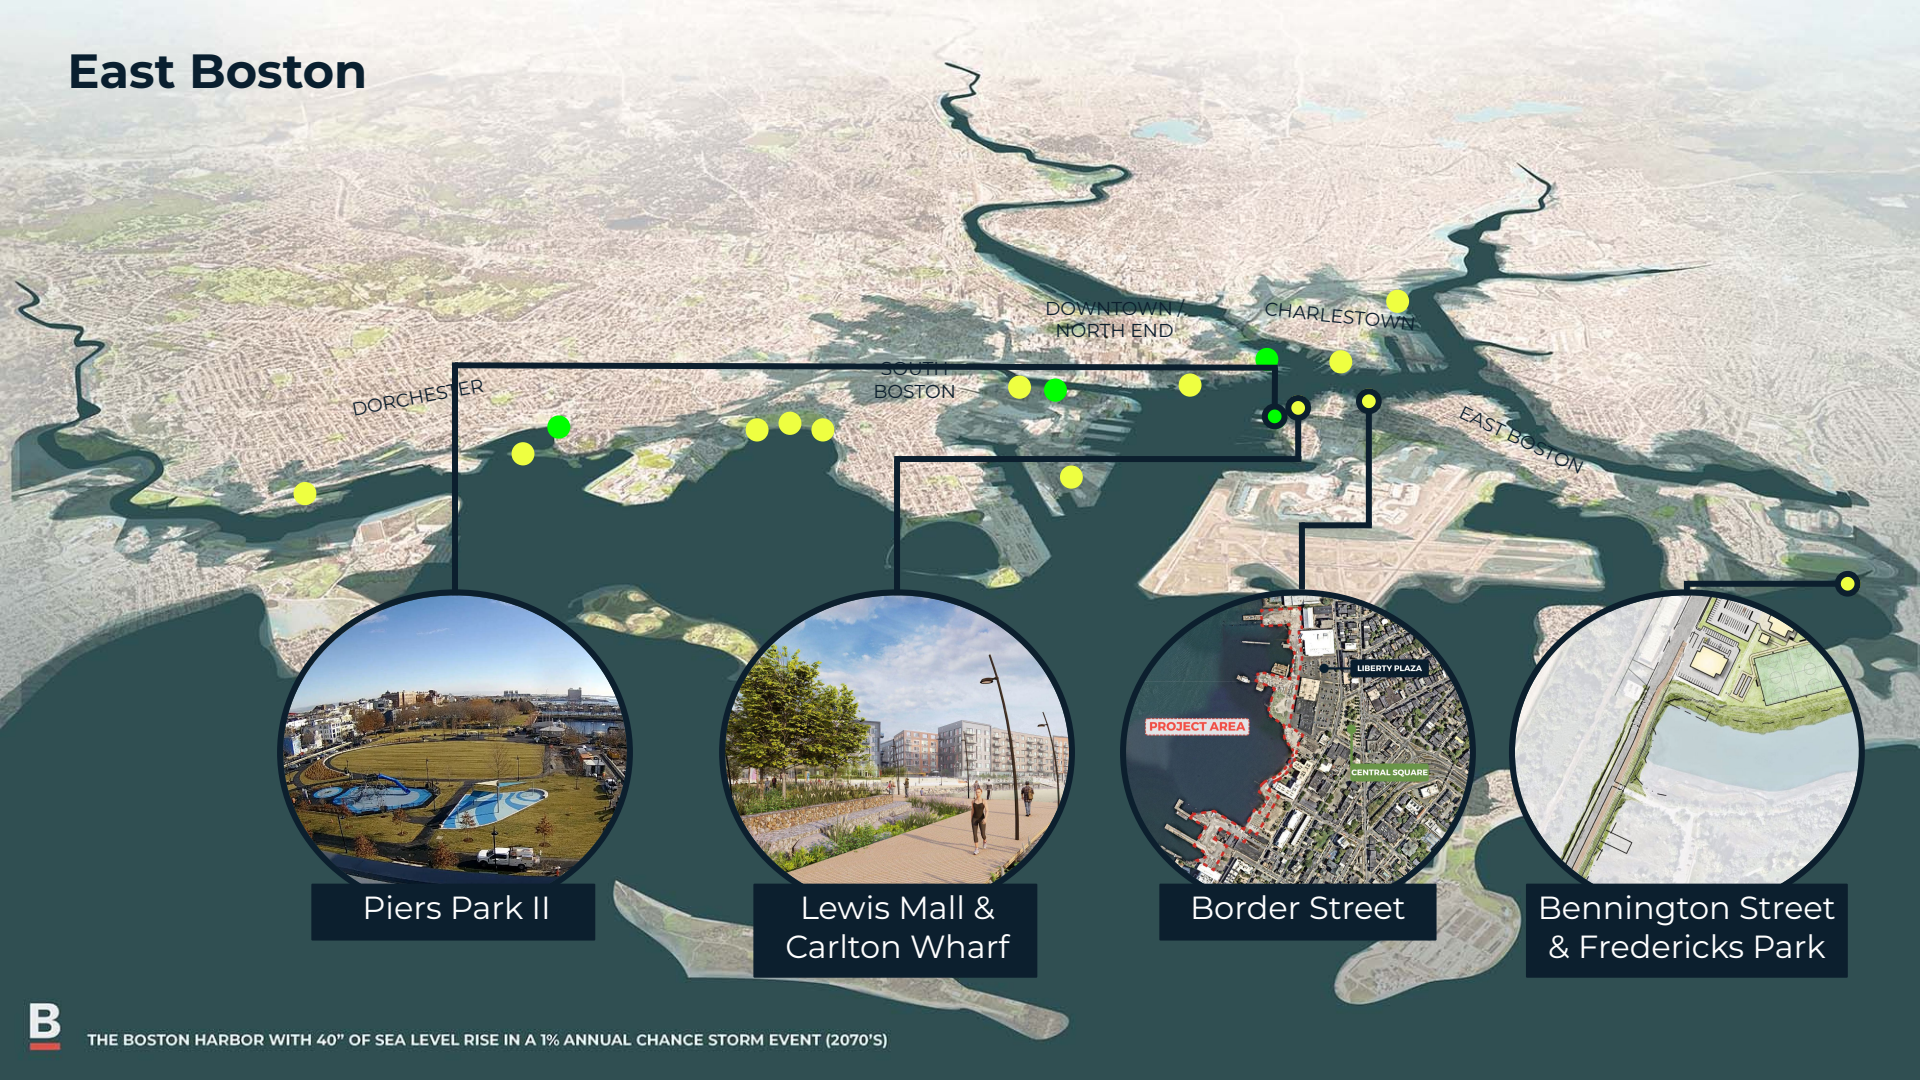 East Boston
DOWNTOWN /
NORTH END
CHARLESTOWN
SOUTH
BOSTON
DORCHESTER
EAST BOSTON
LIBERTY PLAZA
PROJECT AREA
CENTRAL SQUARE
Piers Park II
Lewis Mall &
Carlton Wharf
Border Street
Bennington Street
& Fredericks Park
B
THE BOSTON HARBOR WITH 40” OF SEA LEVEL RISE IN A 1% ANNUAL CHANCE STORM EVENT (2070’S)